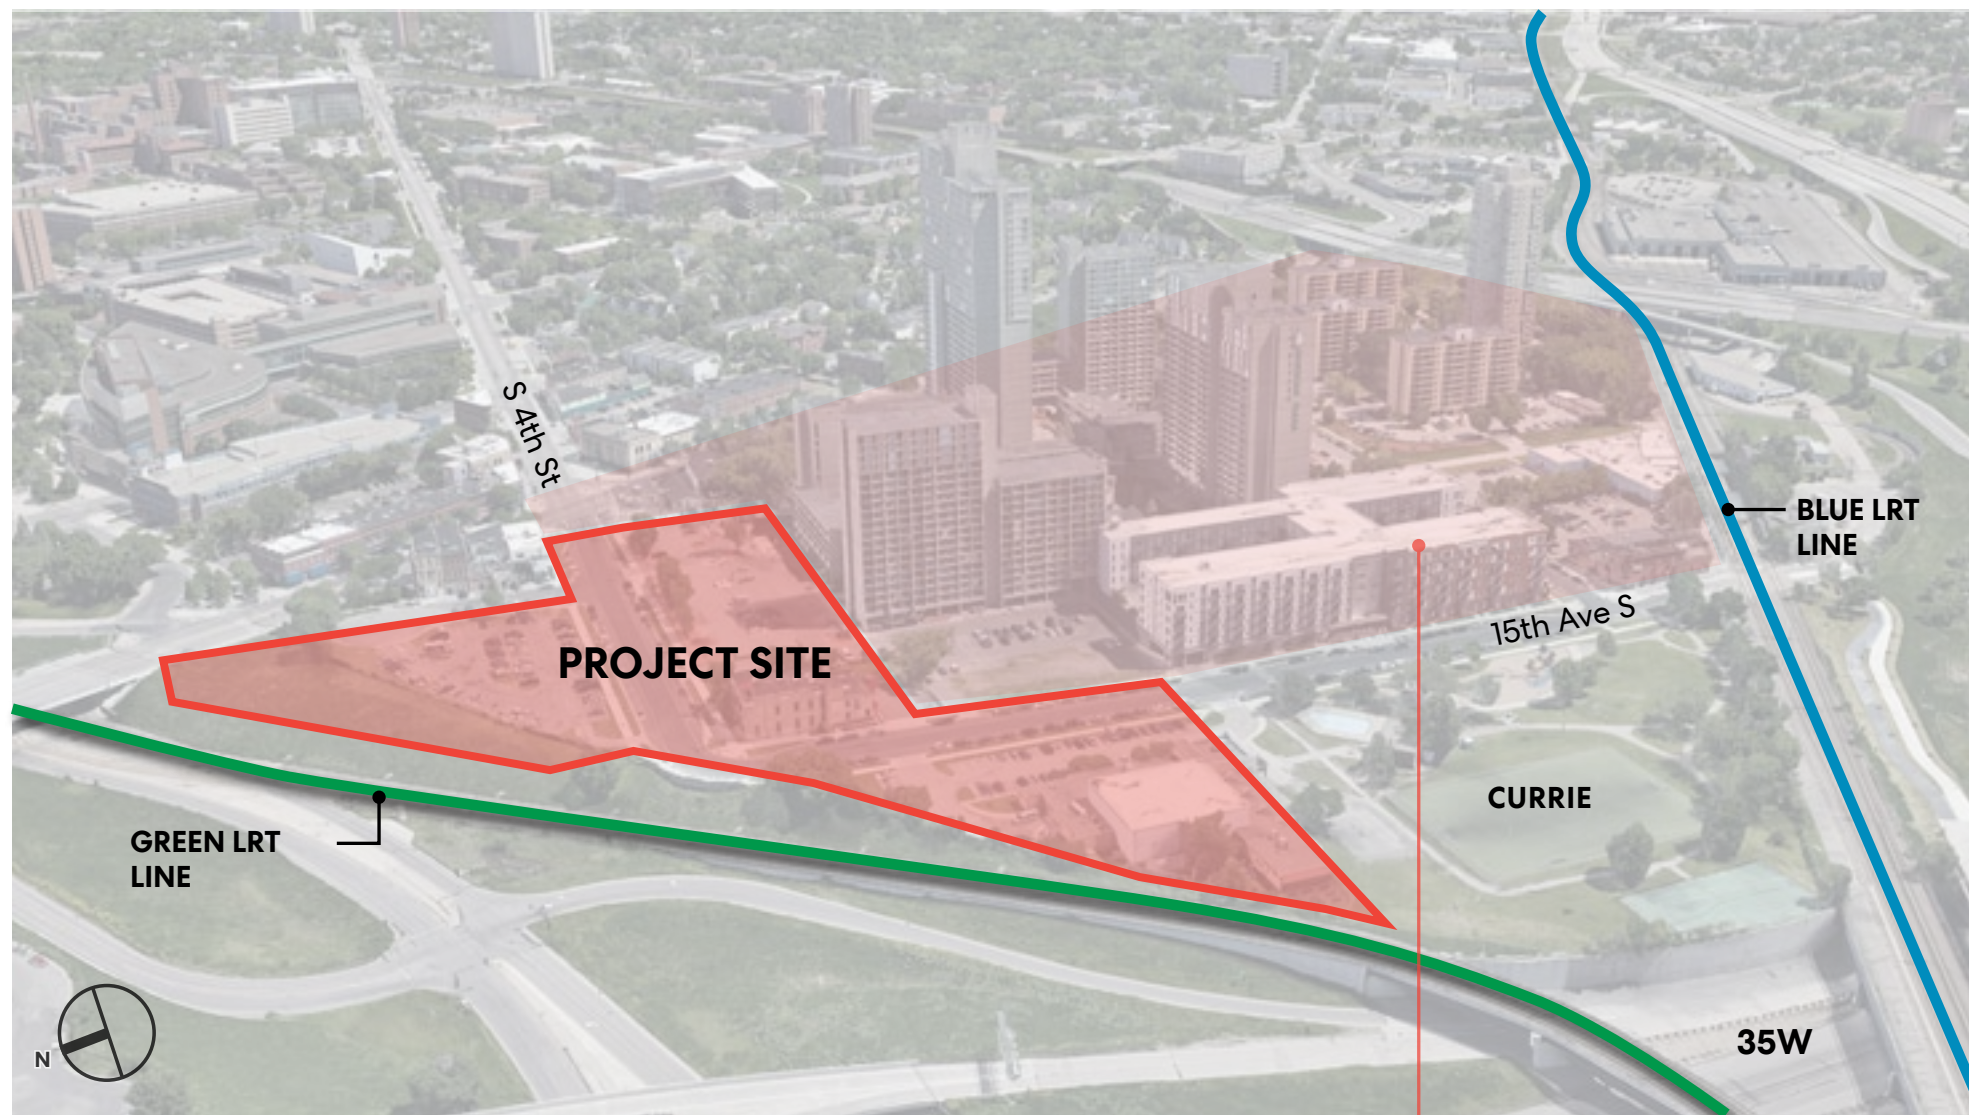 S 4th St
BLUE LRT
LINE
15th Ave S
PROJECT SITE
CURRIE
GREEN LRT
LINE
35W
N